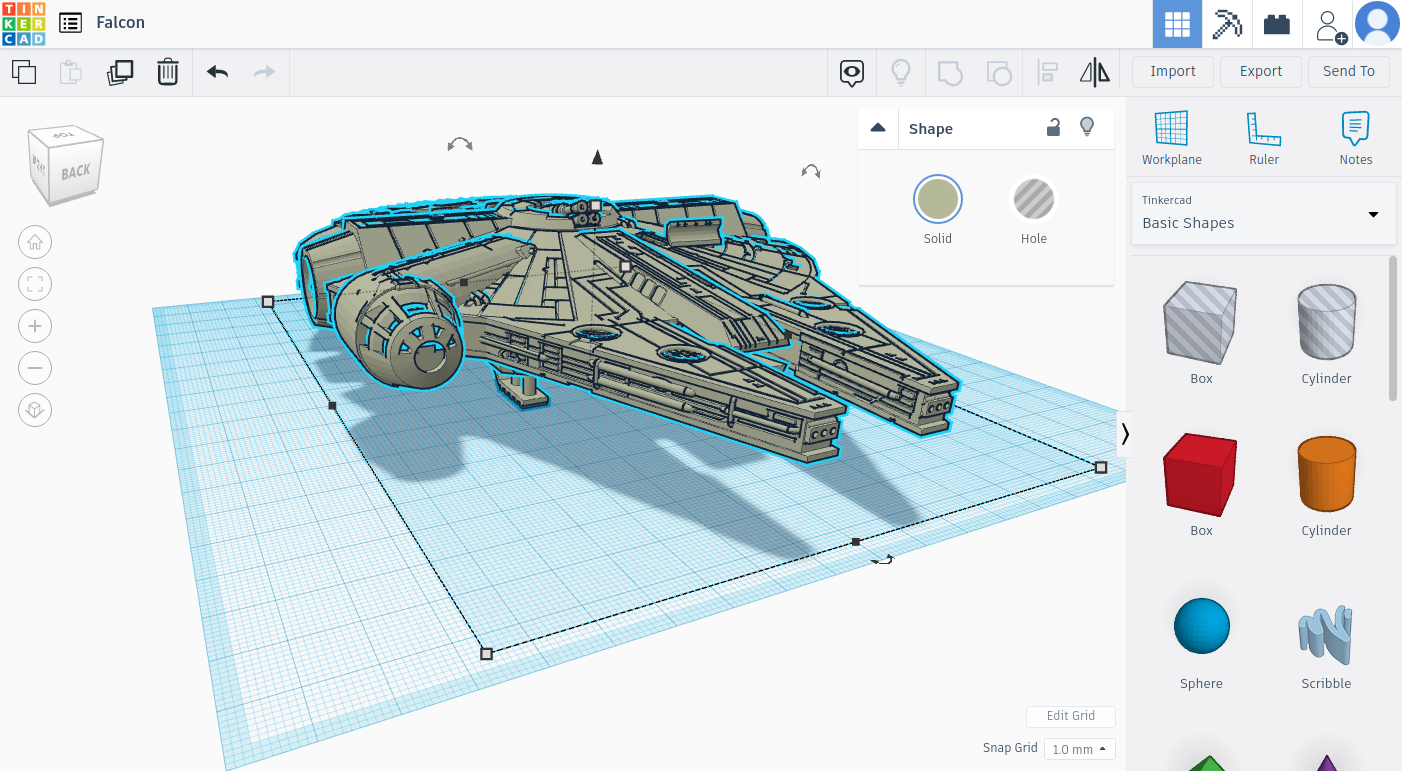 TIN
KER
CAD
Falcon
Import
Export
Send To
TOP
BACK
Shape
Solid
Hole
Workplane
Ruler
Notes
Tinkercad
Basic Shapes
Box
Cylinder
Box
Cylinder
Sphere
Scribble
Edit Grid
Snap Grid
1.0 mm